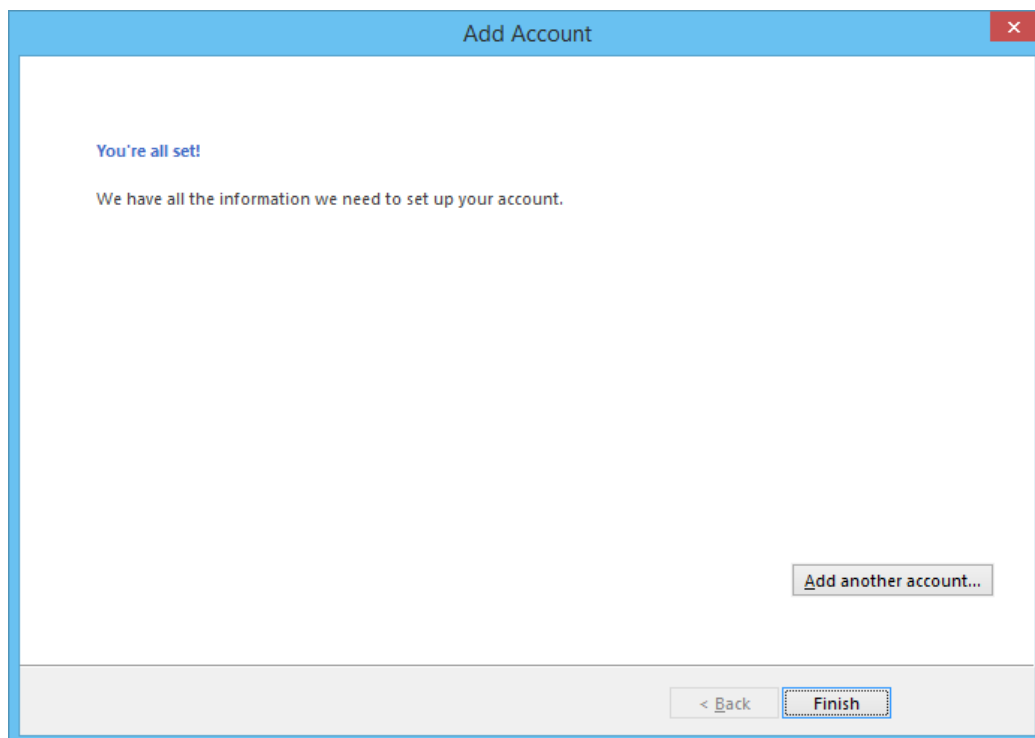 Add Account
You're all set!
We have all the information we need to set up your account.
Add another account...
< Back
Finish